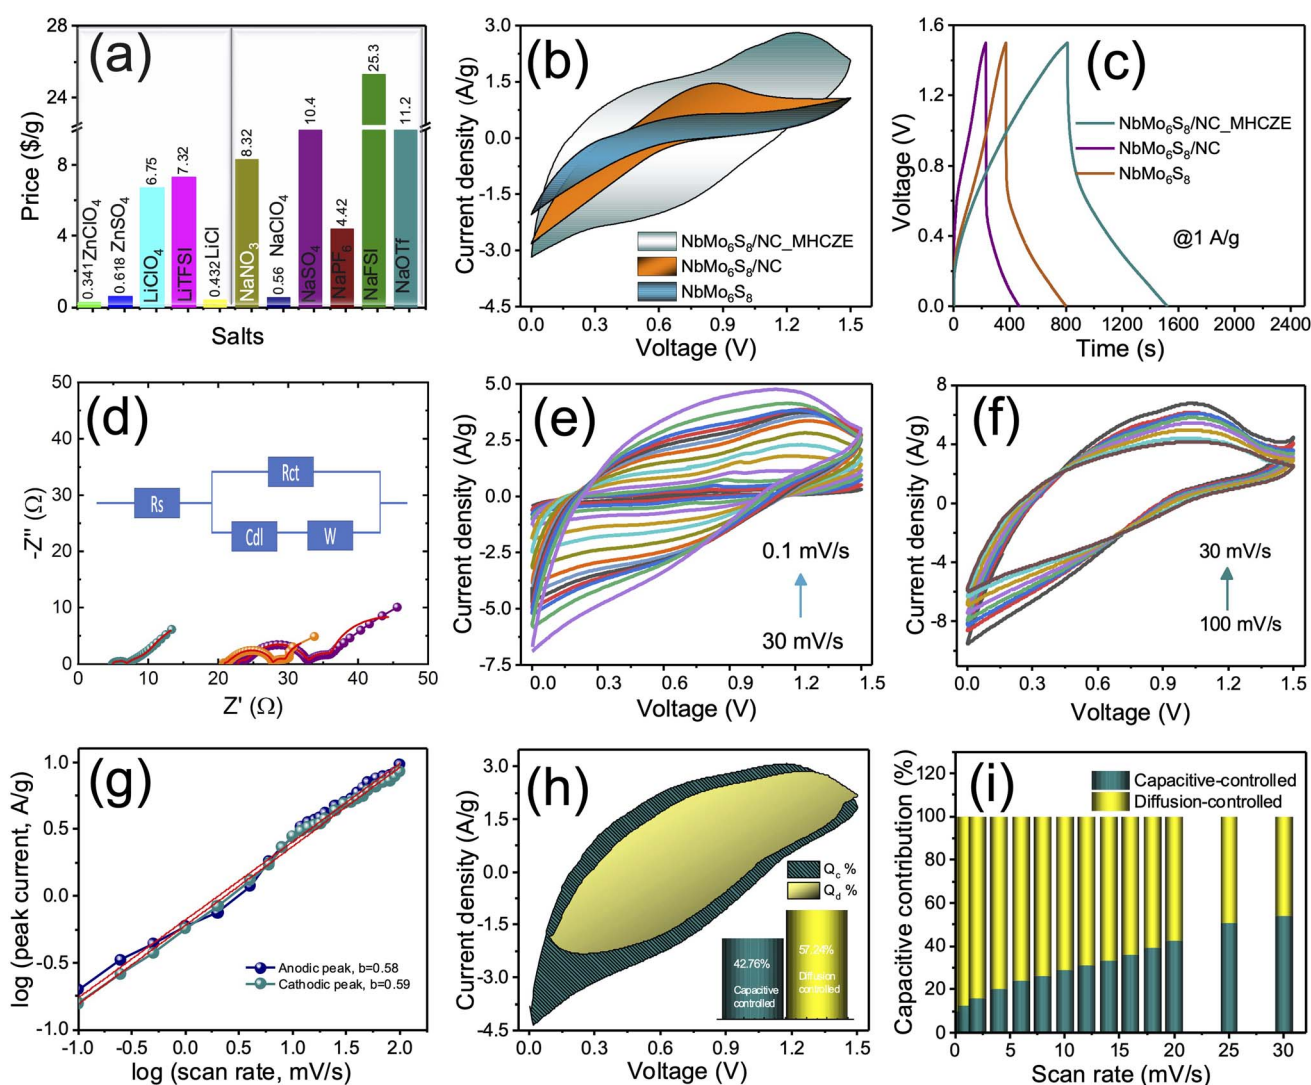 (a)
28
24
8
4
0
Price ($/g)
0.341 ZnClO4
0.618 ZnSO4
6.75
LiClO4
7.32
LiTFSI
0.432 LiCl
8.32
NaNO3
0.56 NaClO4
10.4
NaSO4
4.42
NaPF6
25.3
NaFSI
11.2
NaOTf
Salts
(b)
3.0
1.5
0.0
-1.5
-3.0
-4.5
Current density (A/g)
NbMo6S8/NC_MHCZE
NbMo6S8/NC
NbMo6S8
0.0 0.3 0.6 0.9 1.2 1.5
Voltage (V)
(c)
1.6
1.2
0.8
0.4
0.0
Voltage (V)
NbMo6S8/NC_MHCZE
NbMo6S8/NC
NbMo6S8
@1 A/g
0 400 800 1200 1600 2000 2400
Time (s)
(d)
50
40
30
20
10
0
-Z" (Ω)
Rct
Rs
Cdl
W
0 10 20 30 40 50
Z' (Ω)
(e)
5.0
2.5
0.0
-2.5
-5.0
-7.5
Current density (A/g)
0.1 mV/s
30 mV/s
0.0 0.3 0.6 0.9 1.2 1.5
Voltage (V)
(f)
8
4
0
-4
-8
Current density (A/g)
30 mV/s
100 mV/s
0.0 0.3 0.6 0.9 1.2 1.5
Voltage (V)
(g)
1.0
0.5
0.0
-0.5
-1.0
log (peak current, A/g)
Anodic peak, b=0.58
Cathodic peak, b=0.59
-1.0 -0.5 0.0 0.5 1.0 1.5 2.0
log (scan rate, mV/s)
(h)
3.0
1.5
0.0
-1.5
-3.0
-4.5
Current density (A/g)
Qc %
Qd %
42.76%
Capacitive
controlled
57.24%
Diffusion
controlled
0.0 0.3 0.6 0.9 1.2 1.5
Voltage (V)
(i)
120
100
80
60
40
20
0
Capacitive contribution (%)
Capacitive-controlled
Diffusion-controlled
0 5 10 15 20 25 30
Scan rate (mV/s)